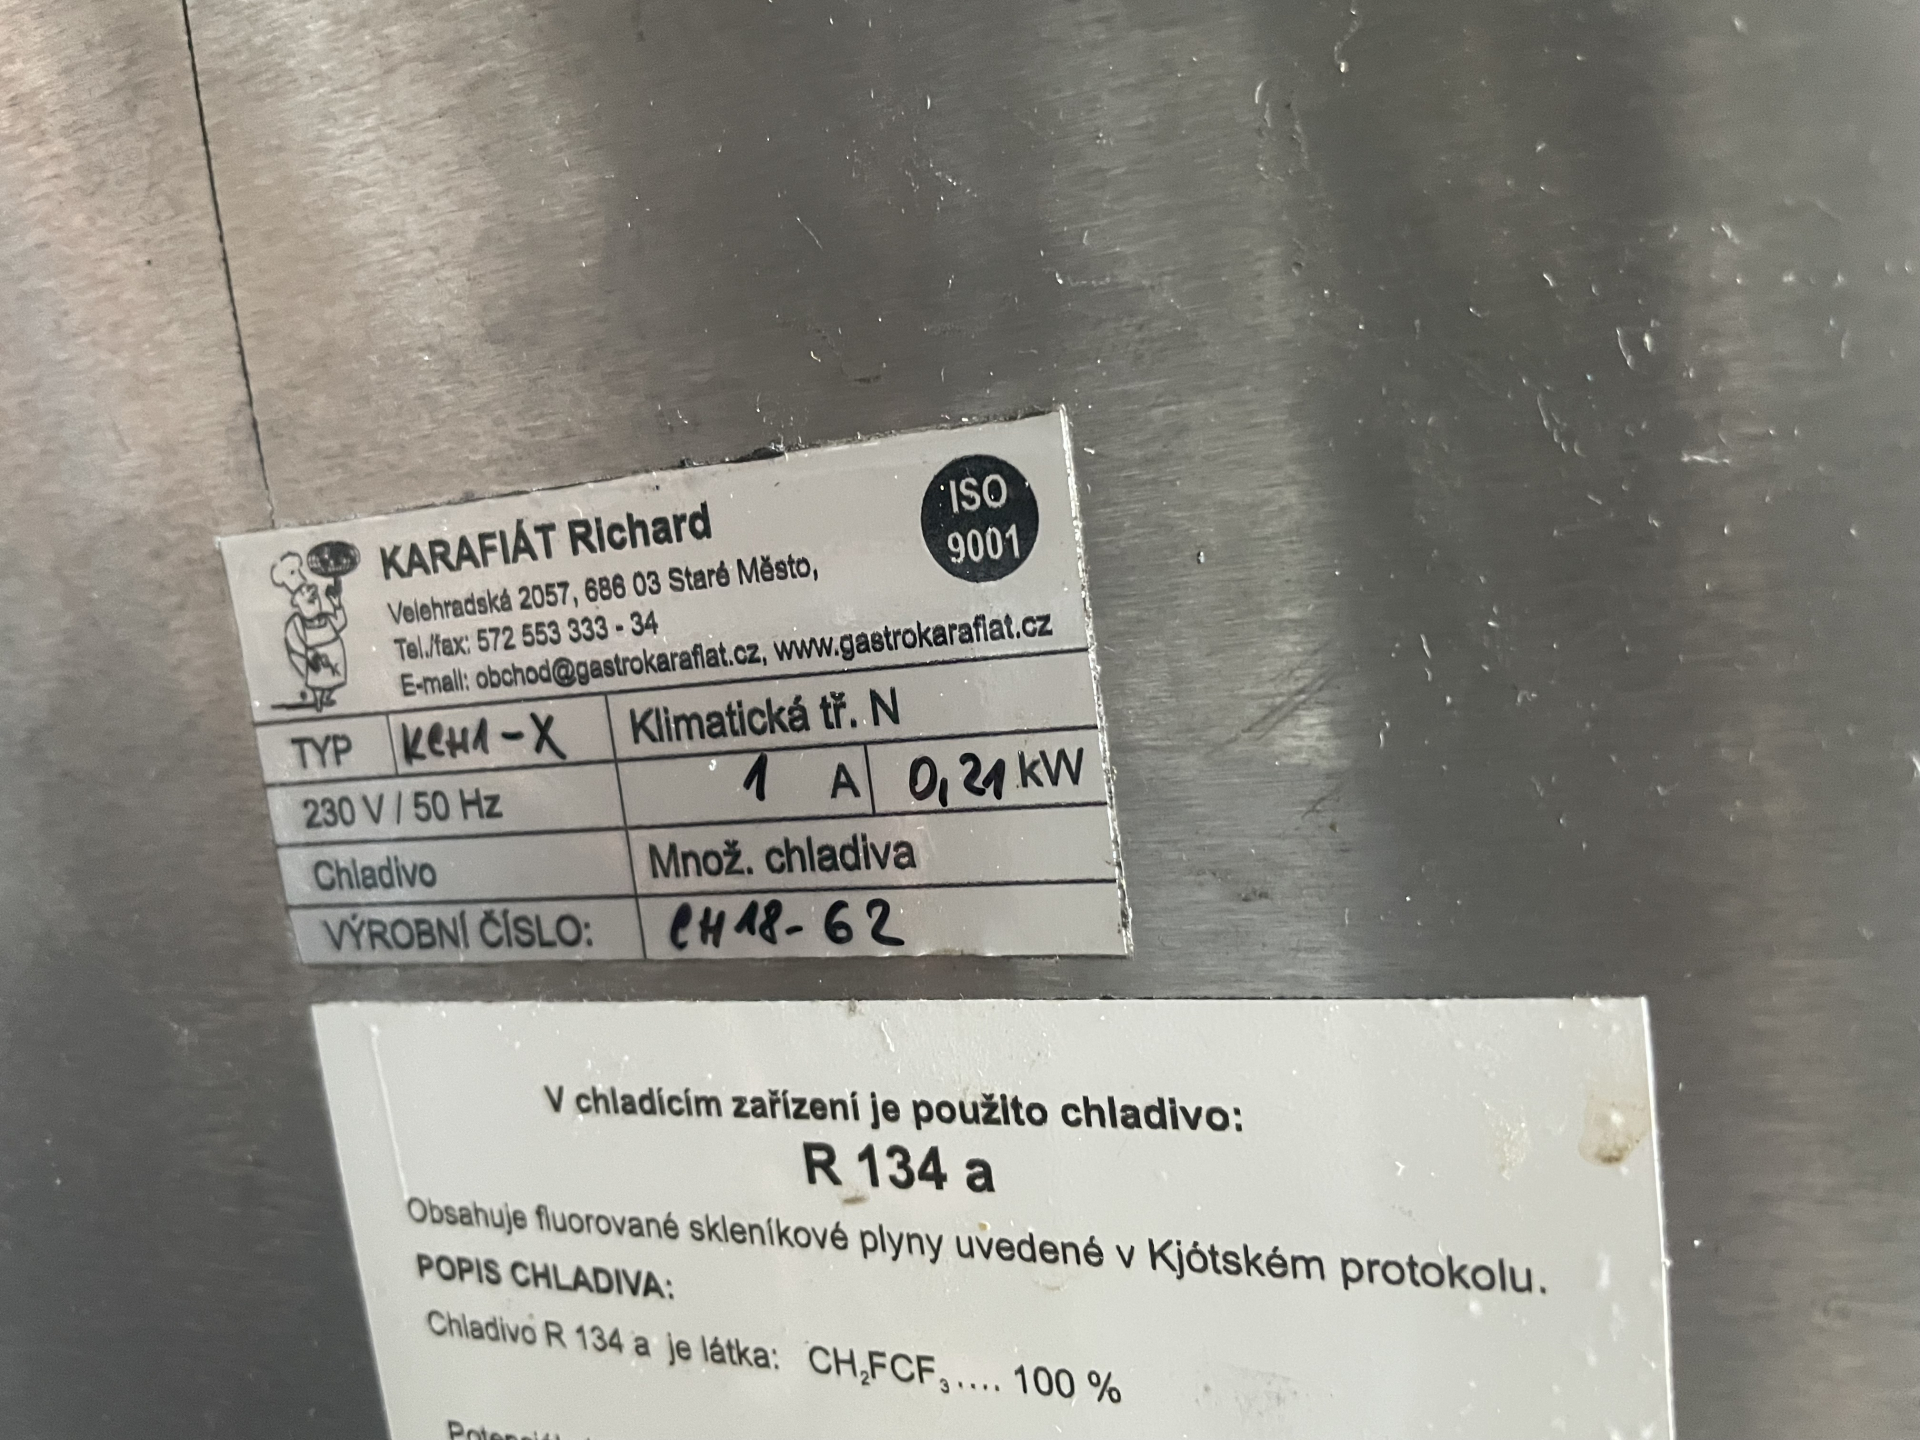 KARAFIÁT Richard
ISO
9001
Velehradská 2057, 686 03 Staré Město,
Tel./fax: 572 553 333 - 34
E-mail: obchod@gastrokarafiat.cz, www.gastrokarafiat.cz
TYP KCH1-X Klimatická tř. N
230 V / 50 Hz 1 A 0,21 kW
Chladivo Množ. chladiva
VÝROBNÍ ČÍSLO: CH18-62
V chladícím zařízení je použito chladivo:
R 134 a
Obsahuje fluorované skleníkové plyny uvedené v Kjótském protokolu.
POPIS CHLADIVA:
Chladivo R 134 a je látka: CH₂FCF₃.... 100 %